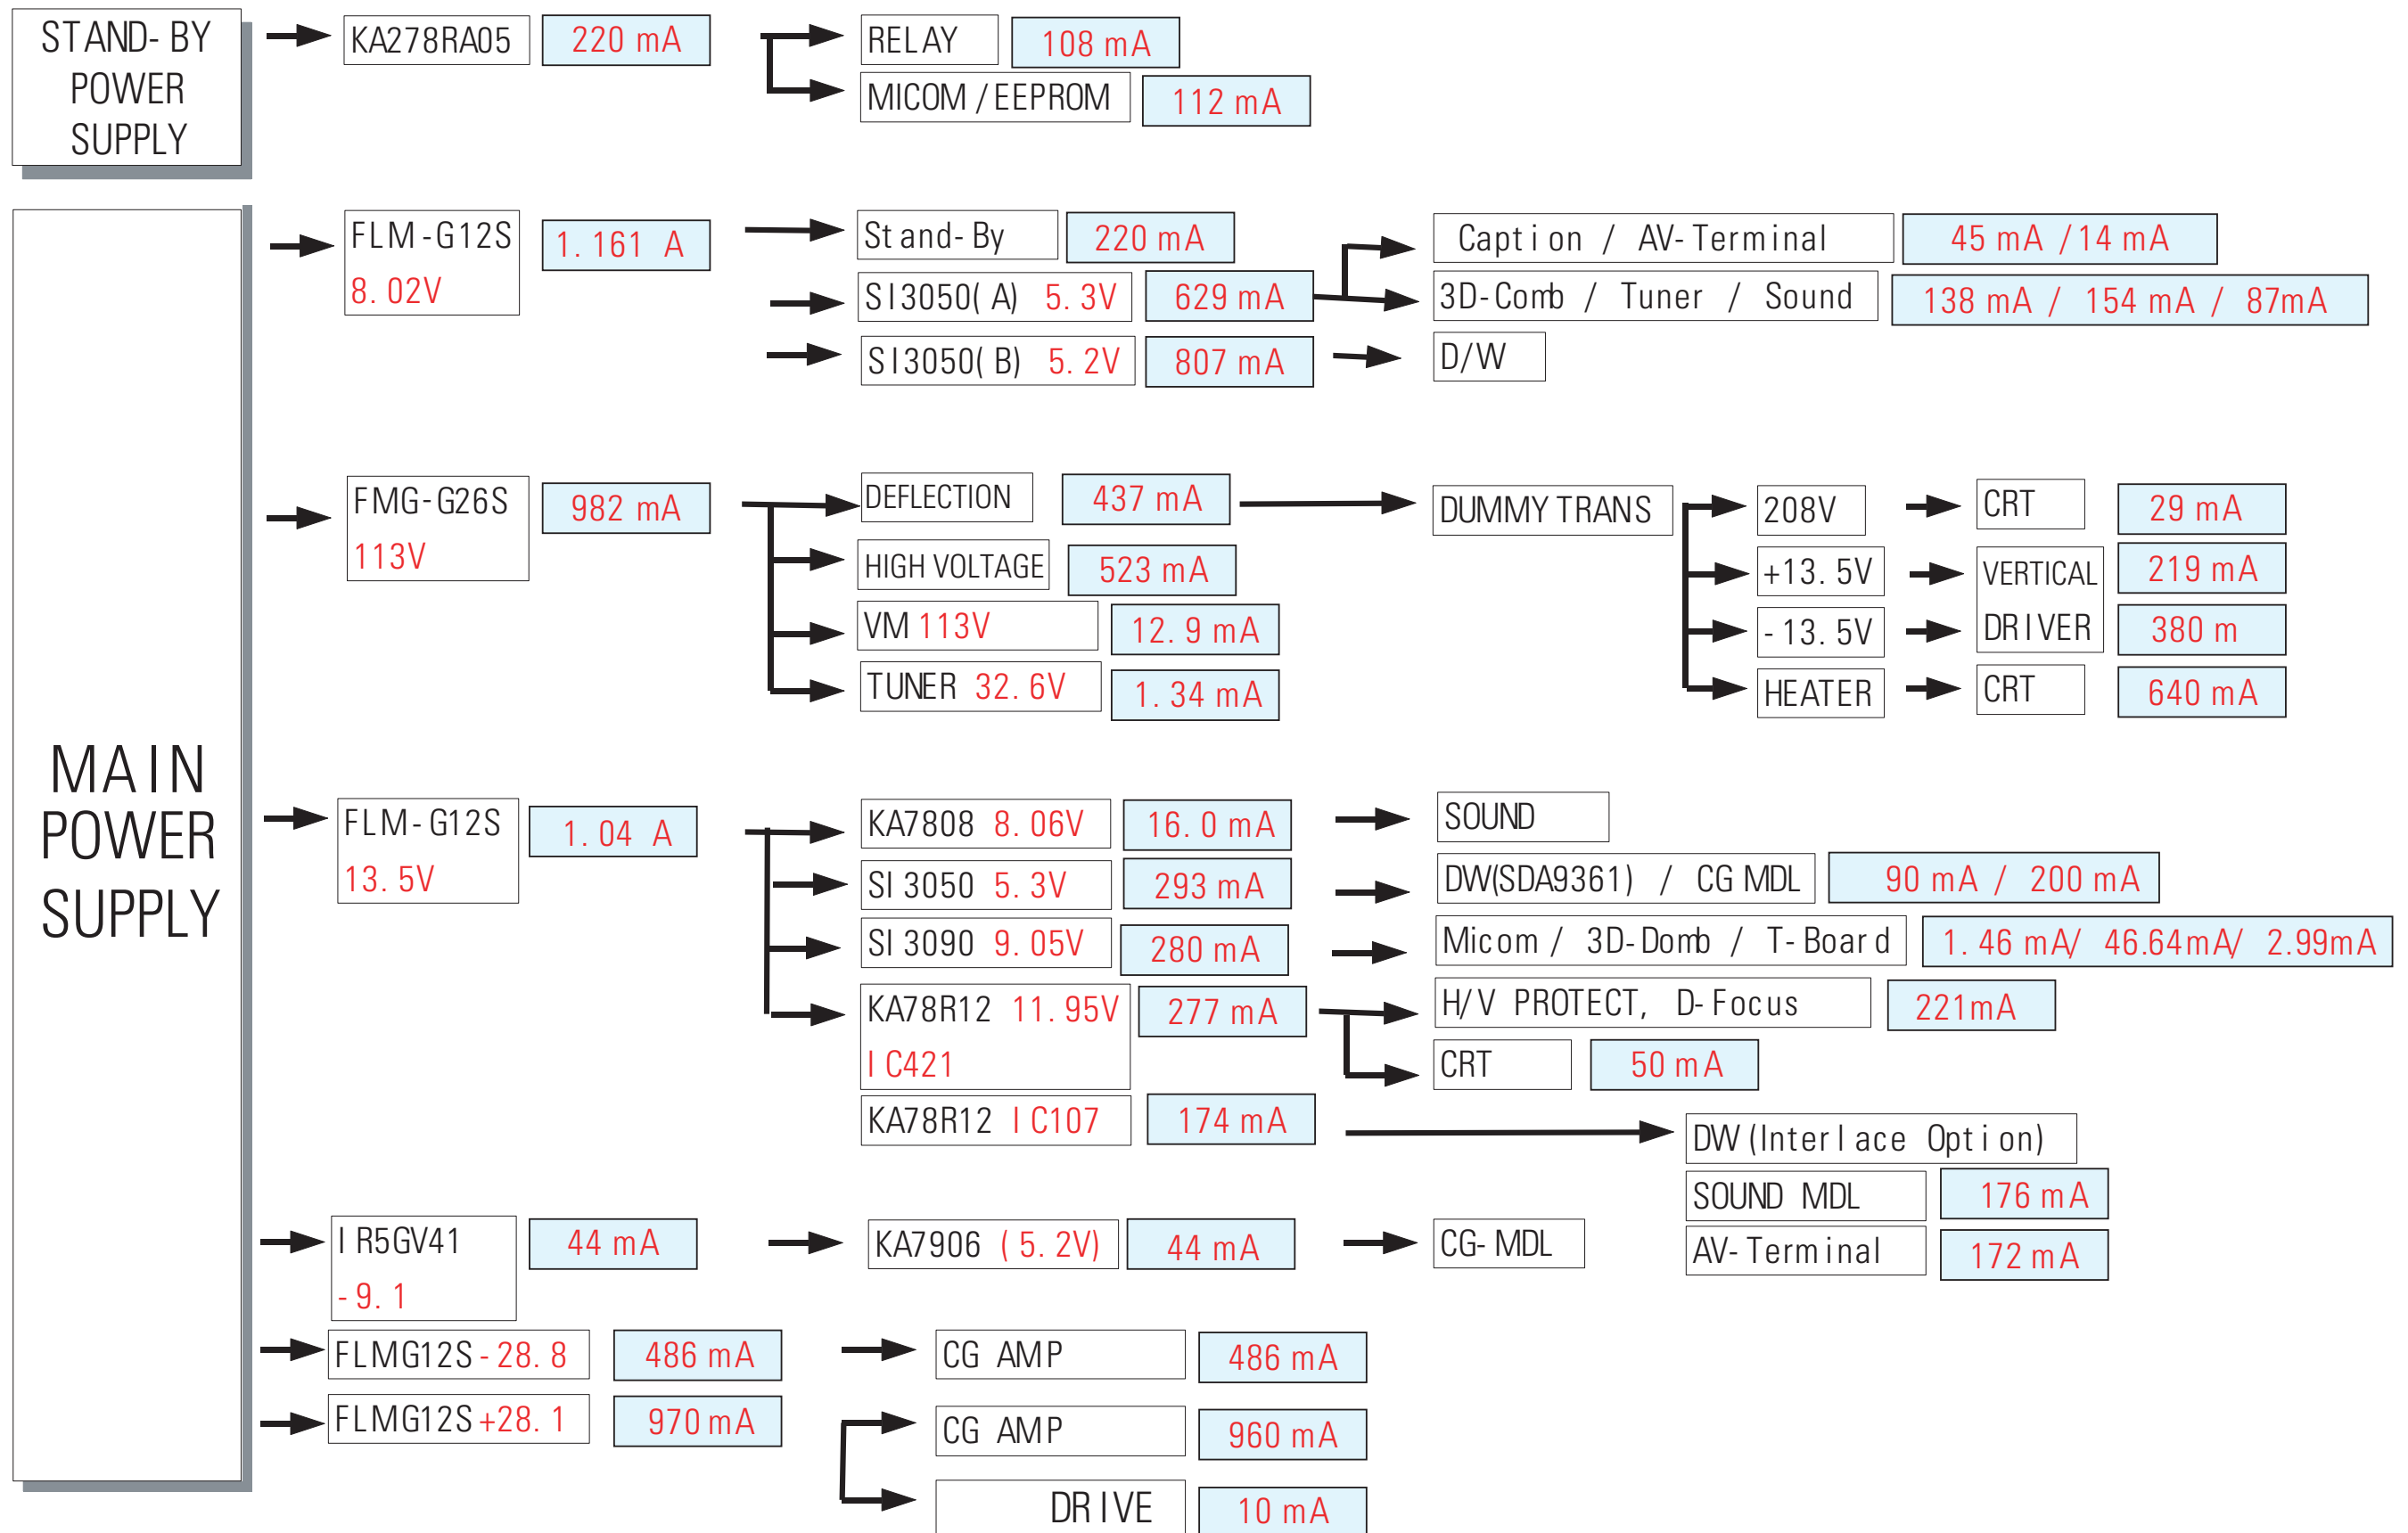 STAND-BY
POWER
SUPPLY
KA278RA05 220 mA RELAY 108 mA
MICOM / EEPROM 112 mA
MAIN
POWER
SUPPLY
FLM-G12S 1.161 A Stand-By 220 mA Caption / AV-Terminal 45 mA /14 mA
8.02V SI3050(A) 5.3V 629 mA 3D-Comb / Tuner / Sound 138 mA / 154 mA / 87mA
SI3050(B) 5.2V 807 mA D/W
FMG-G26S 982 mA DEFLECTION 437 mA DUMMY TRANS 208V CRT 29 mA
113V HIGH VOLTAGE 523 mA +13.5V VERTICAL 219 mA
VM 113V 12.9 mA -13.5V DRIVER 380 m
TUNER 32.6V 1.34 mA HEATER CRT 640 mA
FLM-G12S 1.04 A KA7808 8.06V 16.0 mA SOUND
13.5V SI 3050 5.3V 293 mA DW(SDA9361) / CG MDL 90 mA / 200 mA
SI 3090 9.05V 280 mA Micom / 3D-Domb / T-Board 1.46 mA/ 46.64mA/ 2.99mA
KA78R12 11.95V 277 mA H/V PROTECT, D-Focus 221mA
IC421 CRT 50 mA
KA78R12 IC107 174 mA DW (Interlace Option)
SOUND MDL 176 mA
IR5GV41 44 mA KA7906 (5.2V) 44 mA CG-MDL AV-Terminal 172 mA
-9.1
FLMG12S -28.8 486 mA CG AMP 486 mA
FLMG12S +28.1 970 mA CG AMP 960 mA
DRIVE 10 mA